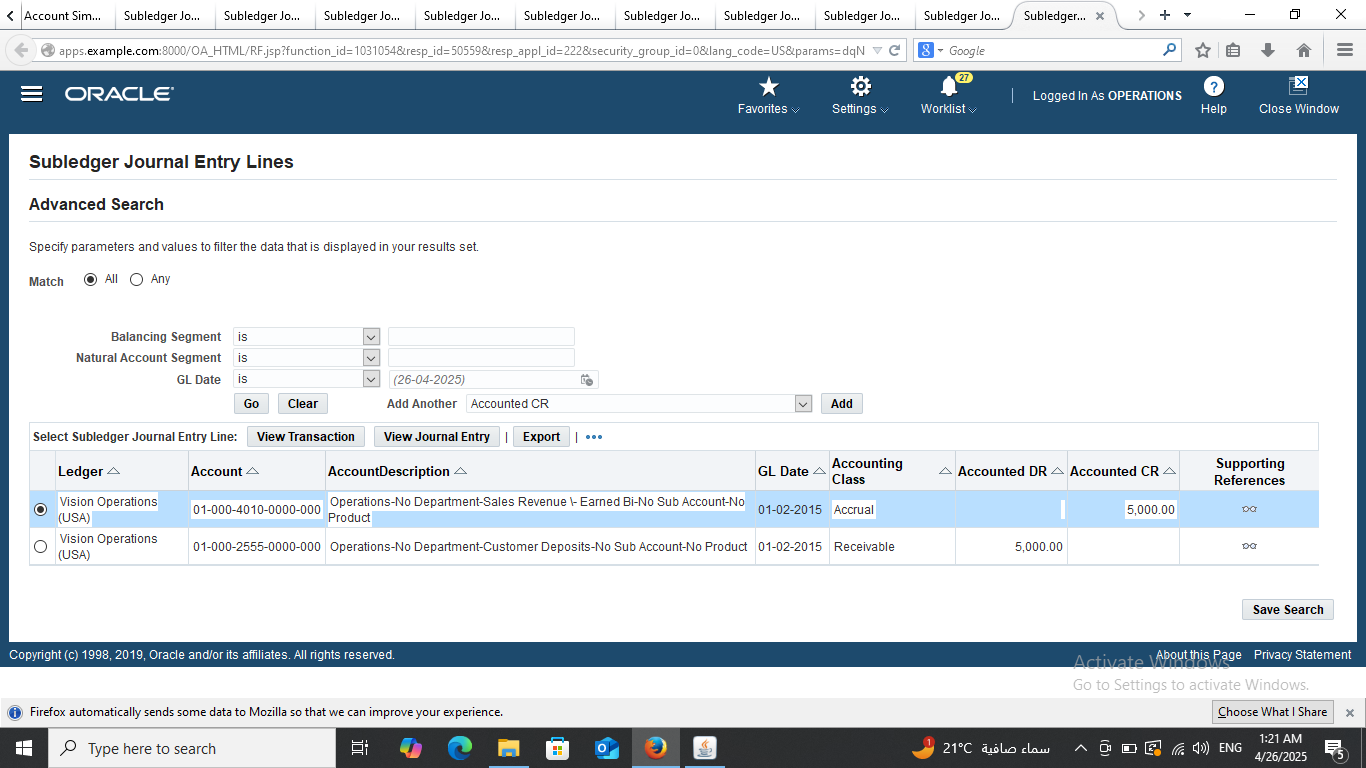 Account Sim...
Subledger Jo...
Subledger Jo...
Subledger Jo...
Subledger Jo...
Subledger Jo...
Subledger Jo...
Subledger Jo...
Subledger Jo...
Subledger Jo...
Subledger...
apps.example.com:8000/OA_HTML/RF.jsp?function_id=1031054&resp_id=50559&resp_appl_id=222&security_group_id=0&lang_code=US&params=dqN
8 Google
ORACLE
Favorites
Settings
27
Worklist
Logged In As OPERATIONS
?
Help
Close Window
Subledger Journal Entry Lines
Advanced Search
Specify parameters and values to filter the data that is displayed in your results set.
Match All Any
Balancing Segment is
Natural Account Segment is
GL Date is (26-04-2025)
Go Clear Add Another Accounted CR Add
Select Subledger Journal Entry Line: View Transaction View Journal Entry | Export | •••
Ledger Account AccountDescription GL Date Accounting Class Accounted DR Accounted CR Supporting References
Vision Operations (USA) 01-000-4010-0000-000 Operations-No Department-Sales Revenue \- Earned Bi-No Sub Account-No Product 01-02-2015 Accrual 5,000.00
Vision Operations (USA) 01-000-2555-0000-000 Operations-No Department-Customer Deposits-No Sub Account-No Product 01-02-2015 Receivable 5,000.00
Save Search
Copyright (c) 1998, 2019, Oracle and/or its affiliates. All rights reserved.
About this Page Privacy Statement
Activate Windows
Go to Settings to activate Windows.
Firefox automatically sends some data to Mozilla so that we can improve your experience.
Choose What I Share
Type here to search
1
21°C سماء صافية
ENG
1:21 AM
4/26/2025
5